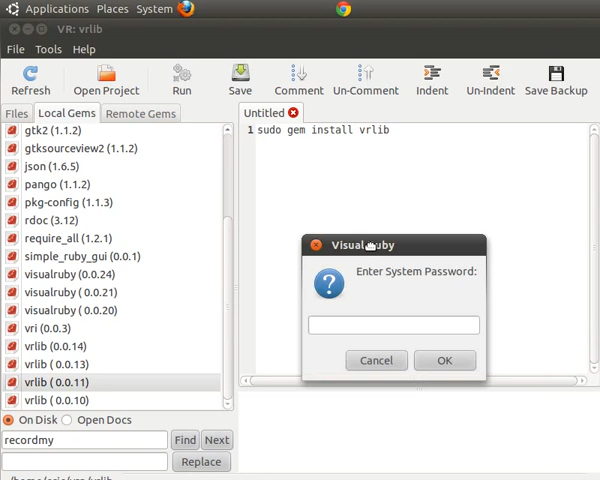 Applications Places System
VR: vrlib
File Tools Help
Refresh Open Project Run Save Comment Un-Comment Indent Un-Indent Save Backup
Files Local Gems Remote Gems
Untitled
gtk2 (1.1.2)
gtksourceview2 (1.1.2)
json (1.6.5)
pango (1.1.2)
pkg-config (1.1.3)
rdoc (3.12)
require_all (1.2.1)
simple_ruby_gui (0.0.1)
visualruby (0.0.24)
visualruby ( 0.0.21)
visualruby ( 0.0.20)
vri (0.0.3)
vrlib (0.0.14)
vrlib ( 0.0.13)
vrlib ( 0.0.11)
vrlib ( 0.0.10)
On Disk Open Docs
recordmy Find Next
Replace
1 sudo gem install vrlib
Visualruby
Enter System Password:
Cancel OK